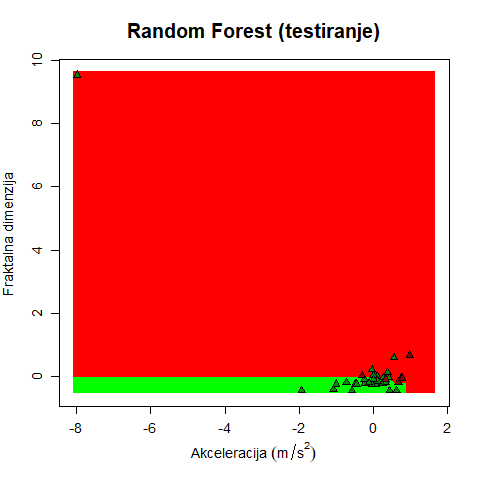 Random Forest (testiranje)
Fraktalna dimenzija
10
8
6
4
2
0
-8 -6 -4 -2 0 2
Akceleracija (m/s²)